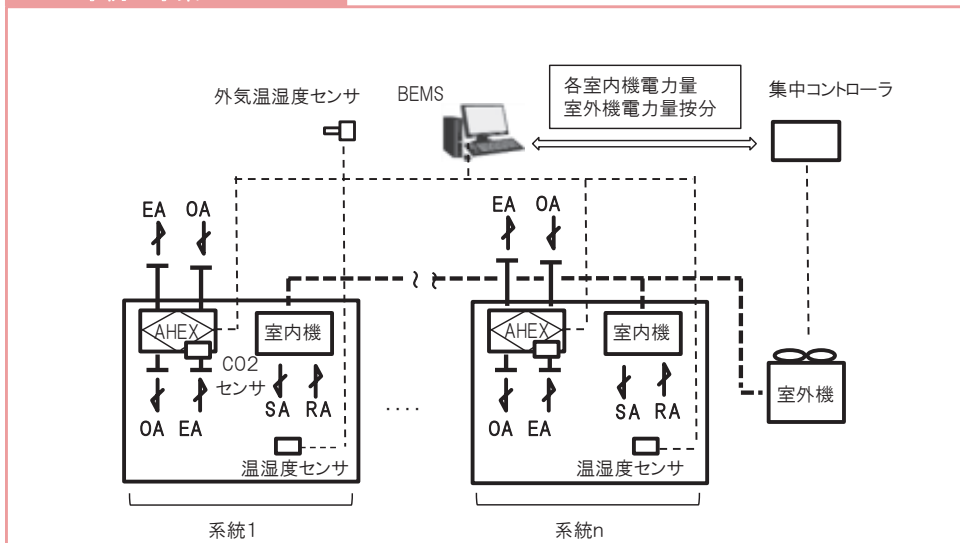 外気温湿度センサ
BEMS
各室内機電力量
室外機電力量按分
集中コントローラ
EA OA
EA OA
AHEX
室内機
CO2
センサ
SA RA
OA EA
温湿度センサ
‥‥
AHEX
室内機
SA RA
OA EA
温湿度センサ
室外機
系統1
系統n